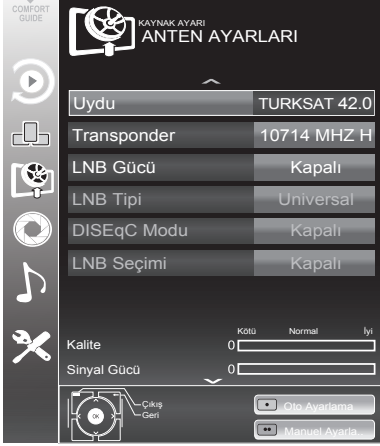 COMFORT
GUIDE
KAYNAK AYARI
ANTEN AYARLARI
Uydu TURKSAT 42.0
Transponder 10714 MHZ H
LNB Gücü Kapalı
LNB Tipi Universal
DISEqC Modu Kapalı
LNB Seçimi Kapalı
Kötü Normal İyi
Kalite 0
Sinyal Gücü 0
Çıkış
Geri
OK
Oto Ayarlama
Manuel Ayarla..